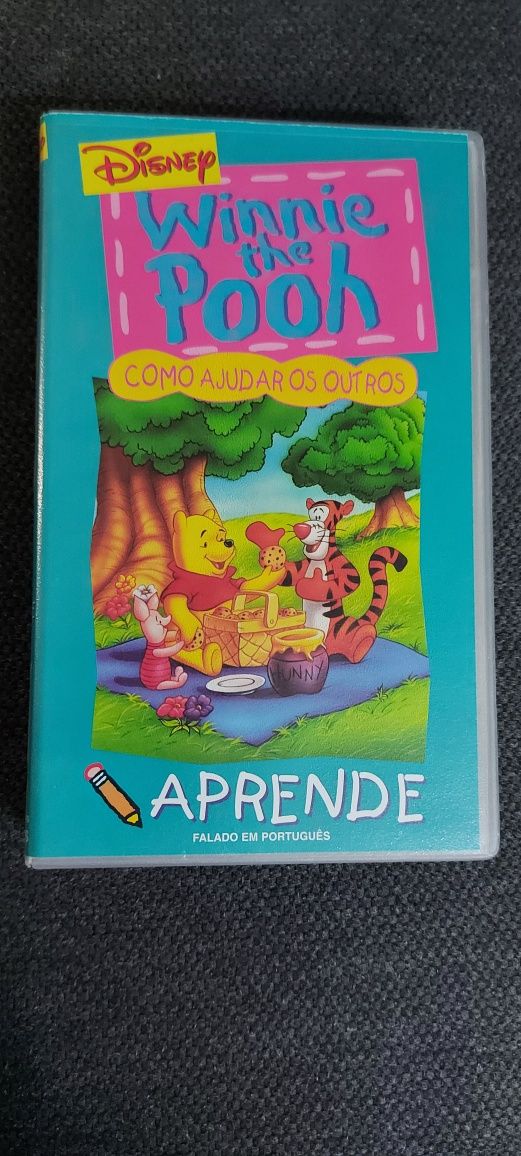 Disney
Winnie
the
Pooh
COMO AJUDAR OS OUTROS
HUNNY
APRENDE
FALADO EM PORTUGUÊS